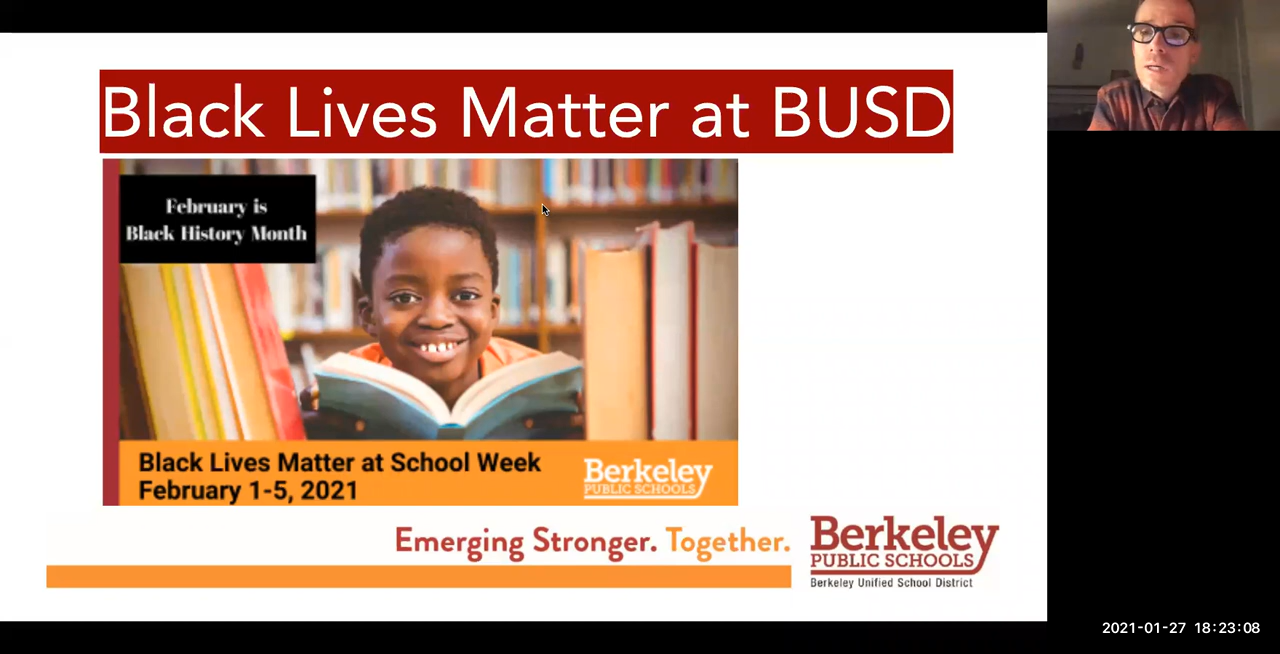 Black Lives Matter at BUSD
February is
Black History Month
Black Lives Matter at School Week
February 1-5, 2021
Berkeley
PUBLIC SCHOOLS
Emerging Stronger. Together.
Berkeley
PUBLIC SCHOOLS
Berkeley Unified School District
2021-01-27 18:23:08